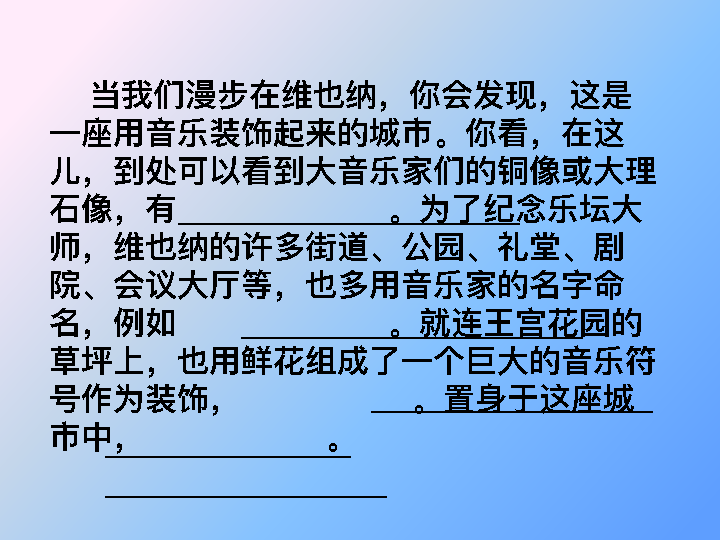 当我们漫步在维也纳，你会发现，这是
一座用音乐装饰起来的城市。你看，在这
儿，到处可以看到大音乐家们的铜像或大理
石像，有＿＿＿＿＿＿。为了纪念乐坛大
师，维也纳的许多街道、公园、礼堂、剧
院、会议大厅等，也多用音乐家的名字命
名，例如＿＿＿＿＿＿。就连王宫花园的
草坪上，也用鲜花组成了一个巨大的音乐符
号作为装饰，＿＿＿＿＿＿。置身于这座城
市中，＿＿＿＿＿＿。